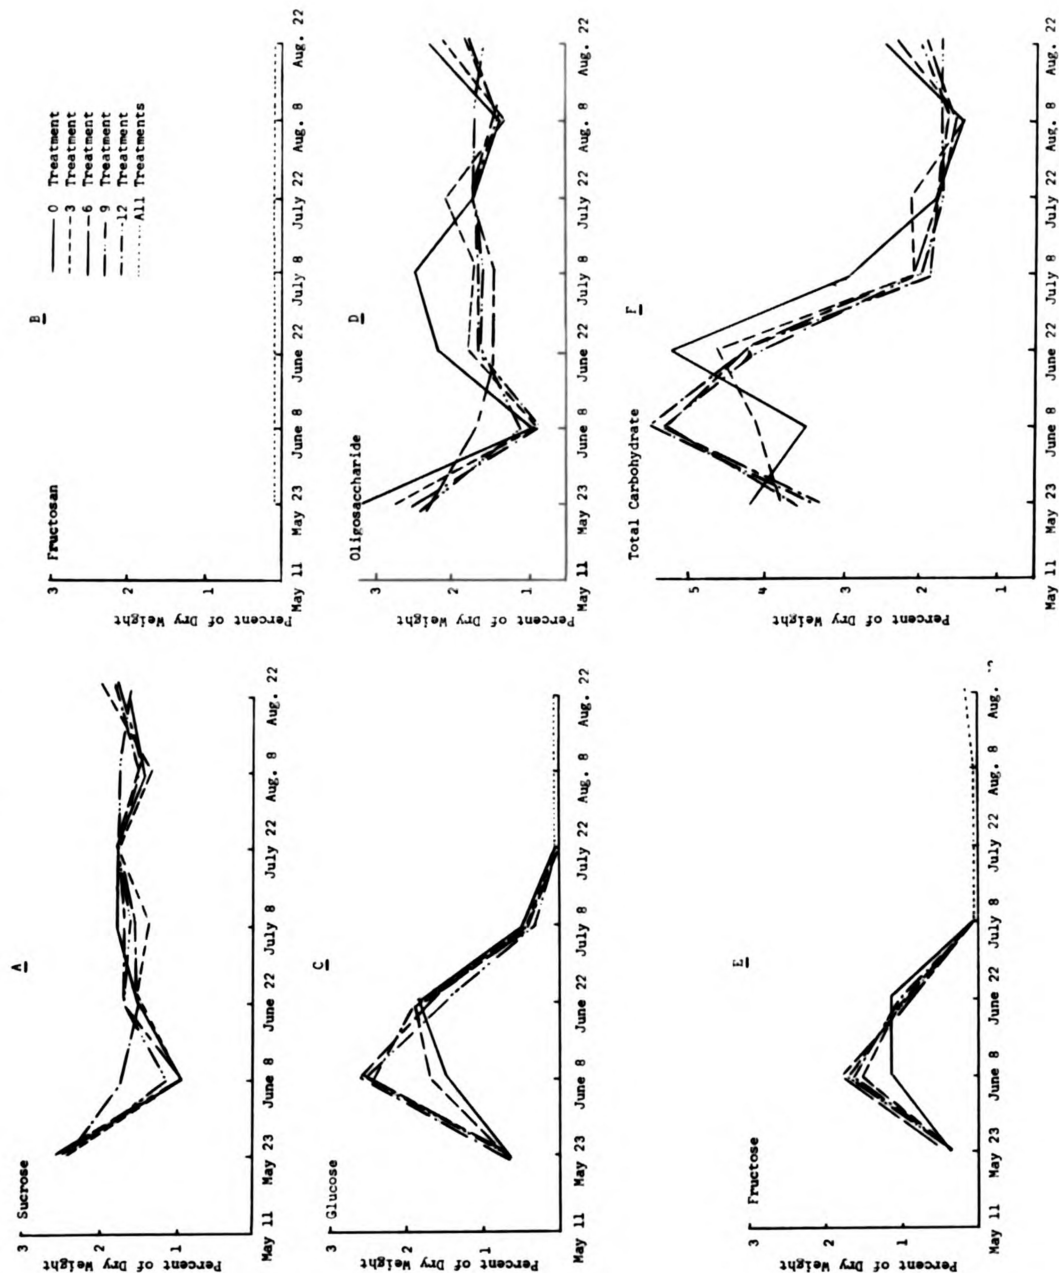 A
Sucrose
3
2
1
Percent of Dry Weight
May 11 May 23 June 8 June 22 July 8 July 22 Aug. 8 Aug. 22
B
Fructosan
0 Treatment
3 Treatment
6 Treatment
9 Treatment
12 Treatment
All Treatments
3
2
1
Percent of Dry Weight
May 11 May 23 June 8 June 22 July 8 July 22 Aug. 8 Aug. 22
C
Glucose
3
2
1
Percent of Dry Weight
May 11 May 23 June 8 June 22 July 8 July 22 Aug. 8 Aug. 22
D
Oligosaccharide
3
2
1
Percent of Dry Weight
May 11 May 23 June 8 June 22 July 8 July 22 Aug. 8 Aug. 22
E
Fructose
3
2
1
Percent of Dry Weight
May 11 May 23 June 8 June 22 July 8 July 22 Aug. 8 Aug.
F
Total Carbohydrate
5
4
3
2
1
Percent of Dry Weight
May 11 May 23 June 8 June 22 July 8 July 22 Aug. 8 Aug. 22